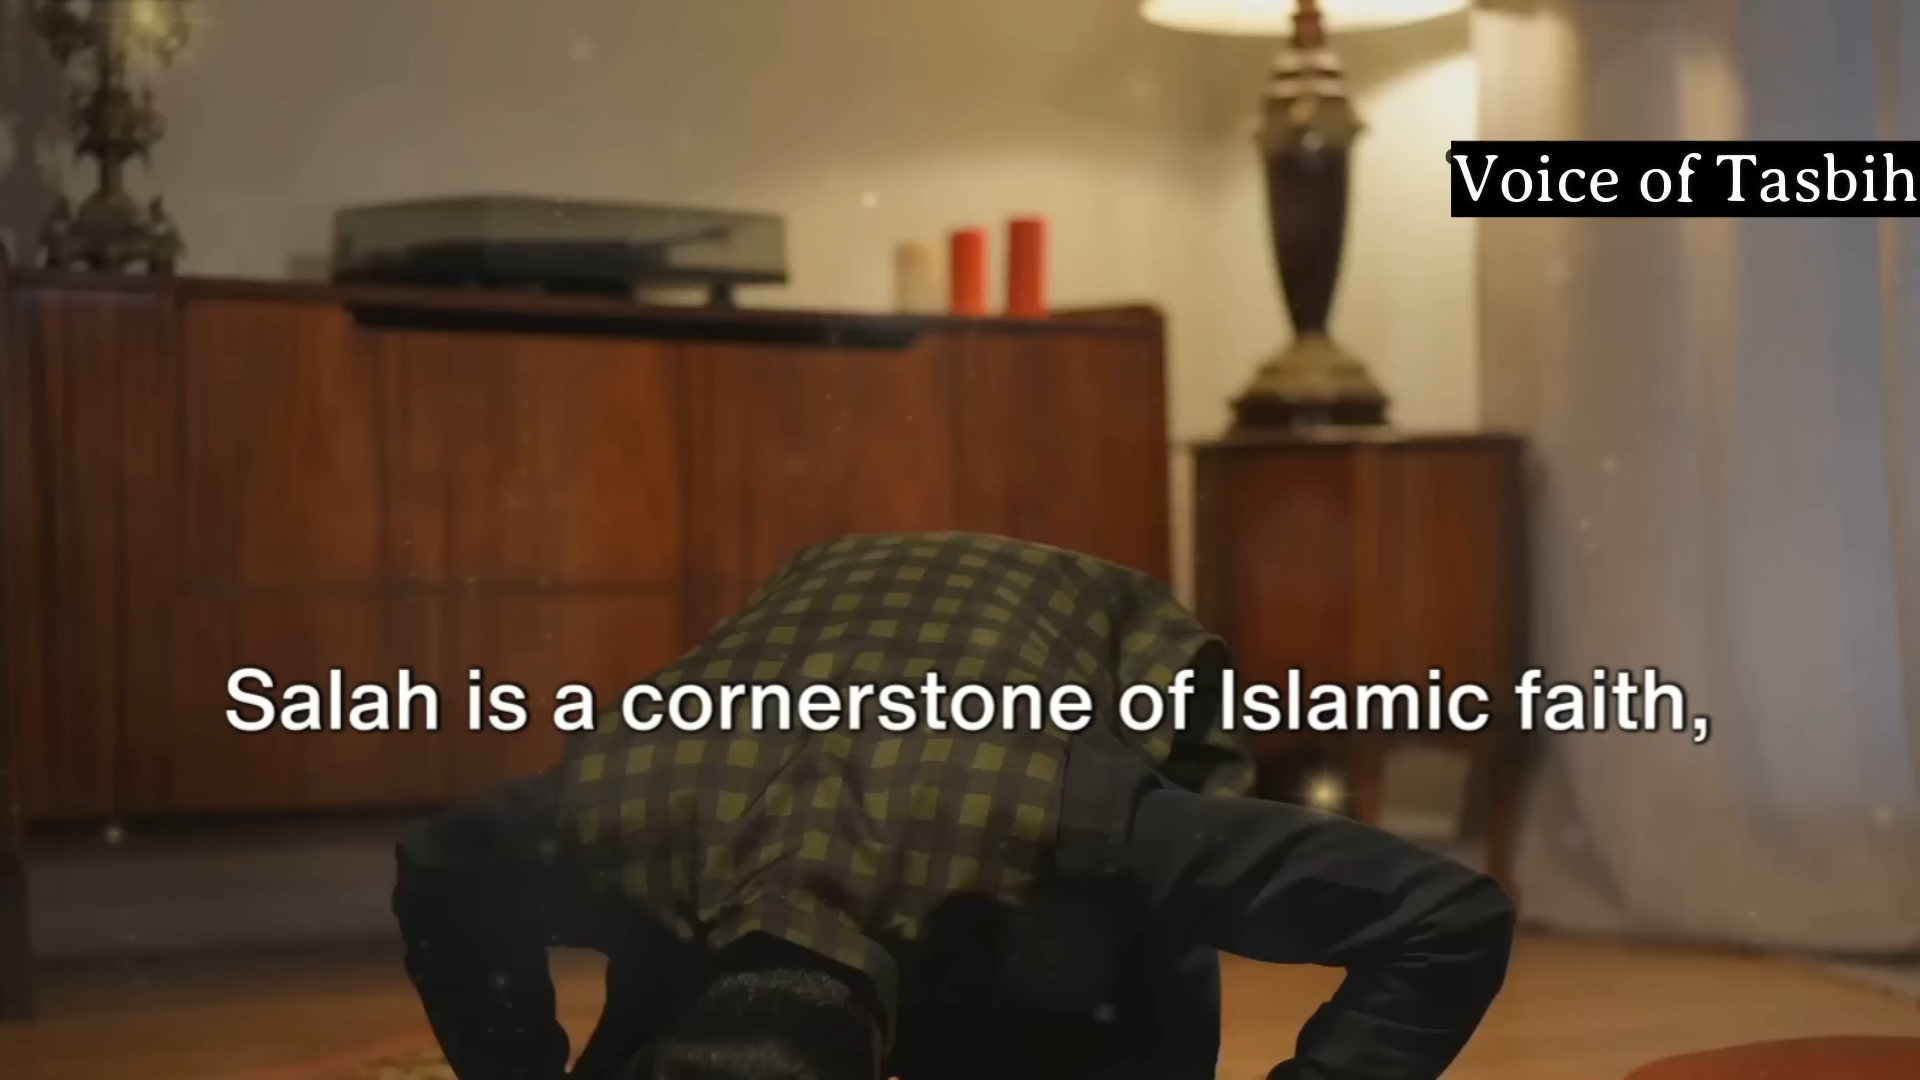 Voice of Tasbih
Salah is a cornerstone of Islamic faith,